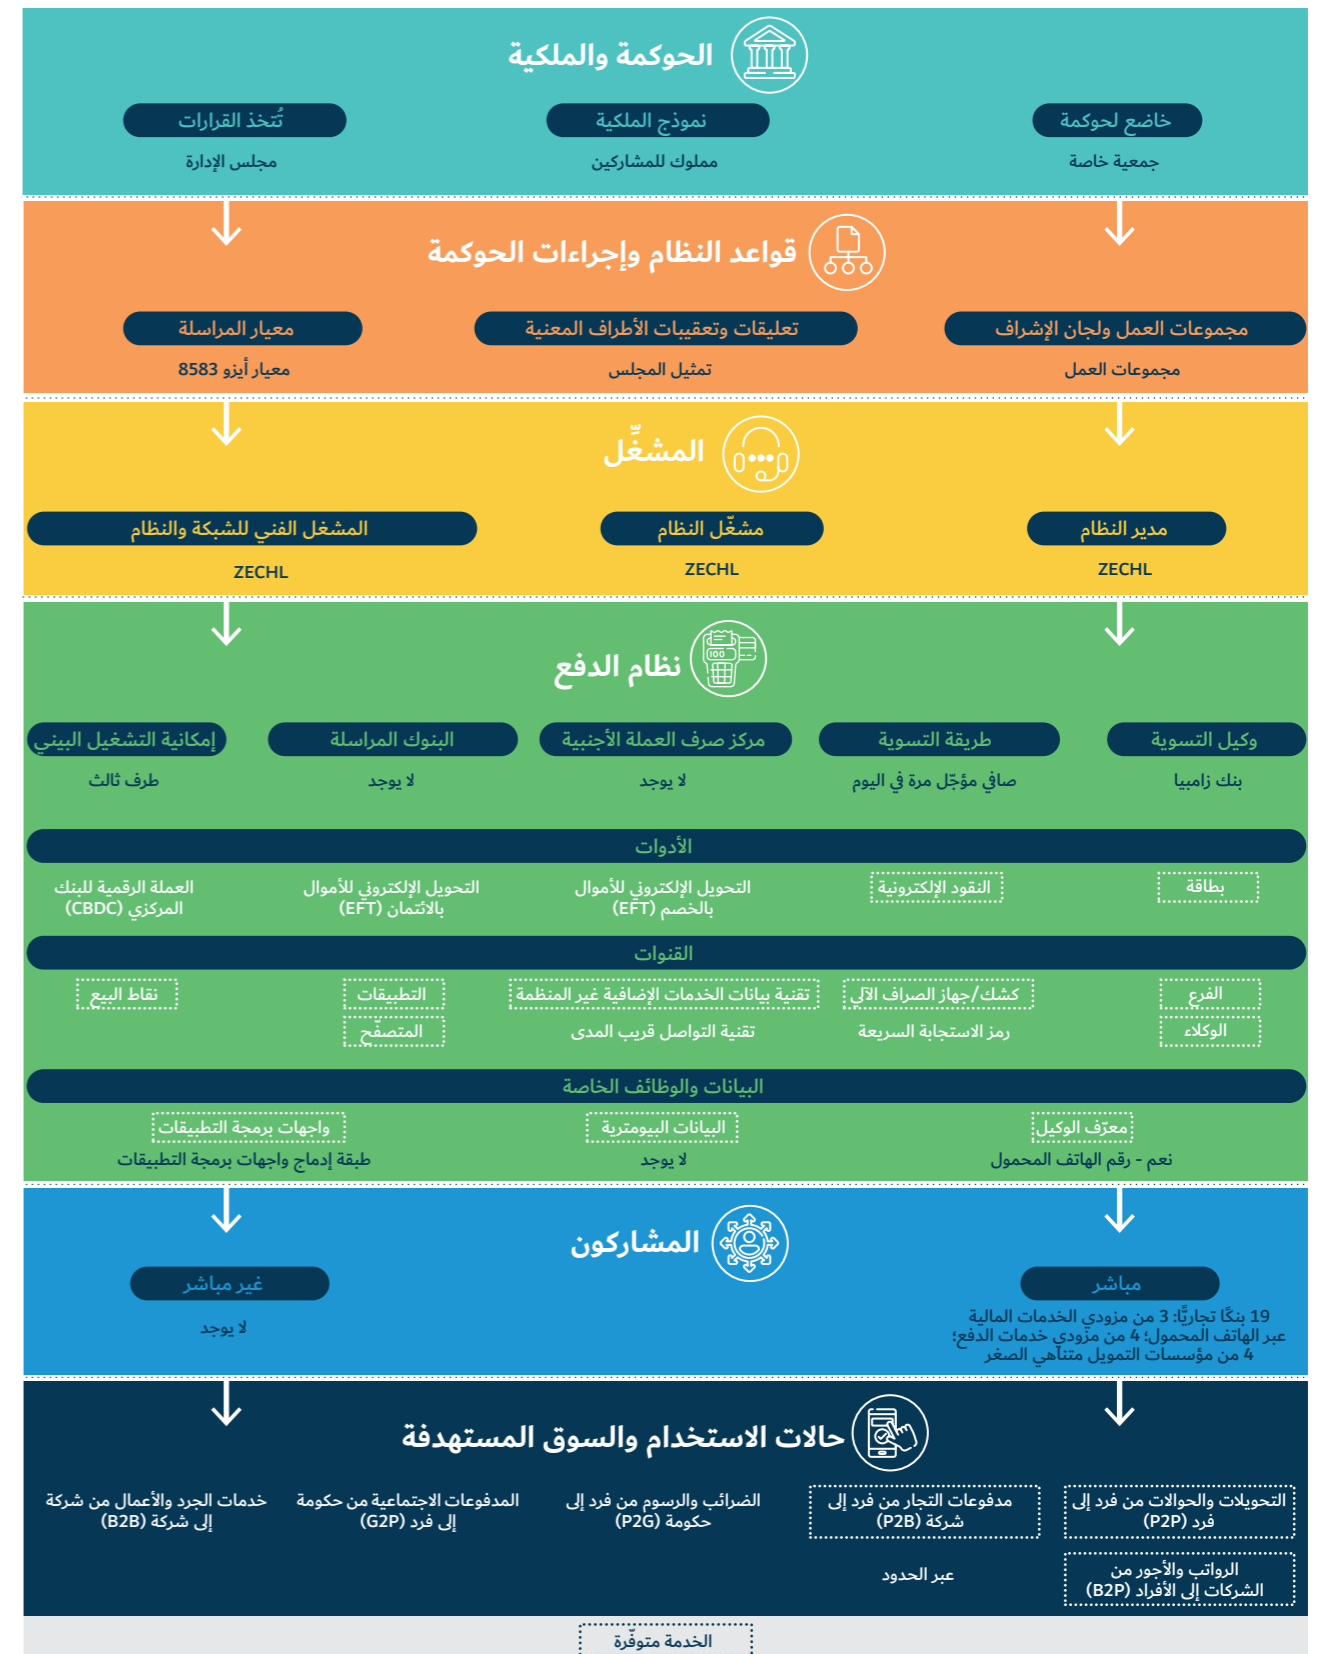 الحوكمة والملكية
خاضع لحوكمة
نموذج الملكية
تُتخذ القرارات
جمعية خاصة
مملوك للمشاركين
مجلس الإدارة
قواعد النظام وإجراءات الحوكمة
مجموعات العمل ولجان الإشراف
تعليقات وتعقيبات الأطراف المعنية
معيار المراسلة
مجموعات العمل
تمثيل المجلس
معيار أيزو 8583
المشغِّل
مدير النظام
مشغّل النظام
المشغل الفني للشبكة والنظام
ZECHL
ZECHL
ZECHL
نظام الدفع
وكيل التسوية
طريقة التسوية
مركز صرف العملة الأجنبية
البنوك المراسلة
إمكانية التشغيل البيني
بنك زامبيا
صافي مؤجّل مرة في اليوم
لا يوجد
لا يوجد
طرف ثالث
الأدوات
بطاقة
النقود الإلكترونية
التحويل الإلكتروني للأموال
بالخصم (EFT)
التحويل الإلكتروني للأموال
بالائتمان (EFT)
العملة الرقمية للبنك
المركزي (CBDC)
القنوات
الفرع
كشك/جهاز الصراف الآلي
تقنية بيانات الخدمات الإضافية غير المنظمة
التطبيقات
نقاط البيع
الوكلاء
رمز الاستجابة السريعة
تقنية التواصل قريب المدى
المتصفّح
البيانات والوظائف الخاصة
معرّف الوكيل
البيانات البيومترية
واجهات برمجة التطبيقات
نعم - رقم الهاتف المحمول
لا يوجد
طبقة إدماج واجهات برمجة التطبيقات
المشاركون
مباشر
غير مباشر
19 بنكًا تجاريًّا: 3 من مزودي الخدمات المالية
عبر الهاتف المحمول؛ 4 من مزودي خدمات الدفع؛
4 من مؤسسات التمويل متناهي الصغر
لا يوجد
حالات الاستخدام والسوق المستهدفة
التحويلات والحوالات من فرد إلى
فرد (P2P)
مدفوعات التجار من فرد إلى
شركة (P2B)
الضرائب والرسوم من فرد إلى
حكومة (P2G)
المدفوعات الاجتماعية من حكومة
إلى فرد (G2P)
خدمات الجرد والأعمال من شركة
إلى شركة (B2B)
الرواتب والأجور من
الشركات إلى الأفراد (B2P)
عبر الحدود
الخدمة متوفّرة